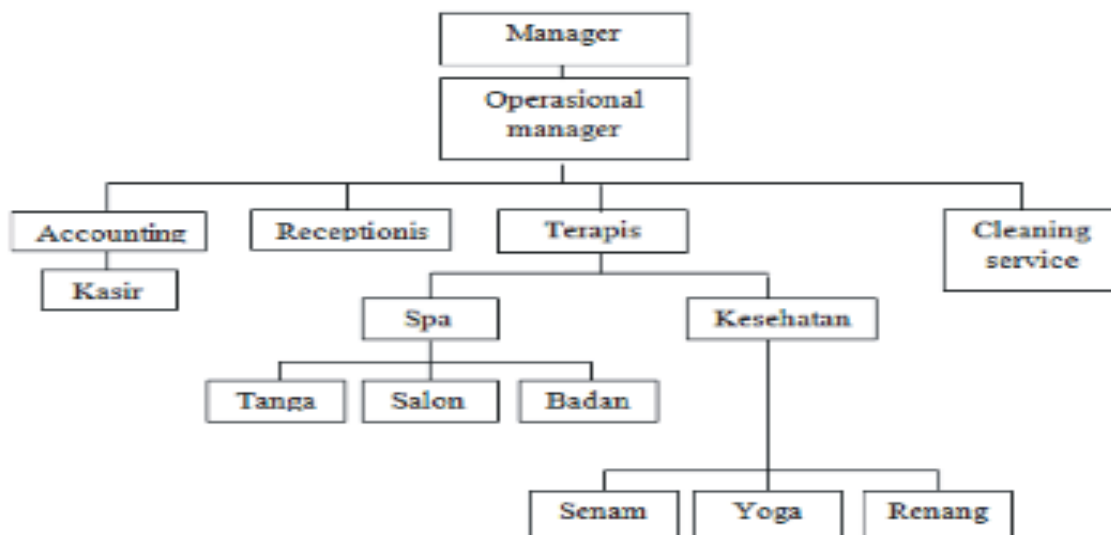 Manager
Operasional
manager
Accounting
Receptionis
Terapis
Cleaning
service
Kasir
Spa
Kesehatan
Tanga
Salon
Badan
Senam
Yoga
Renang